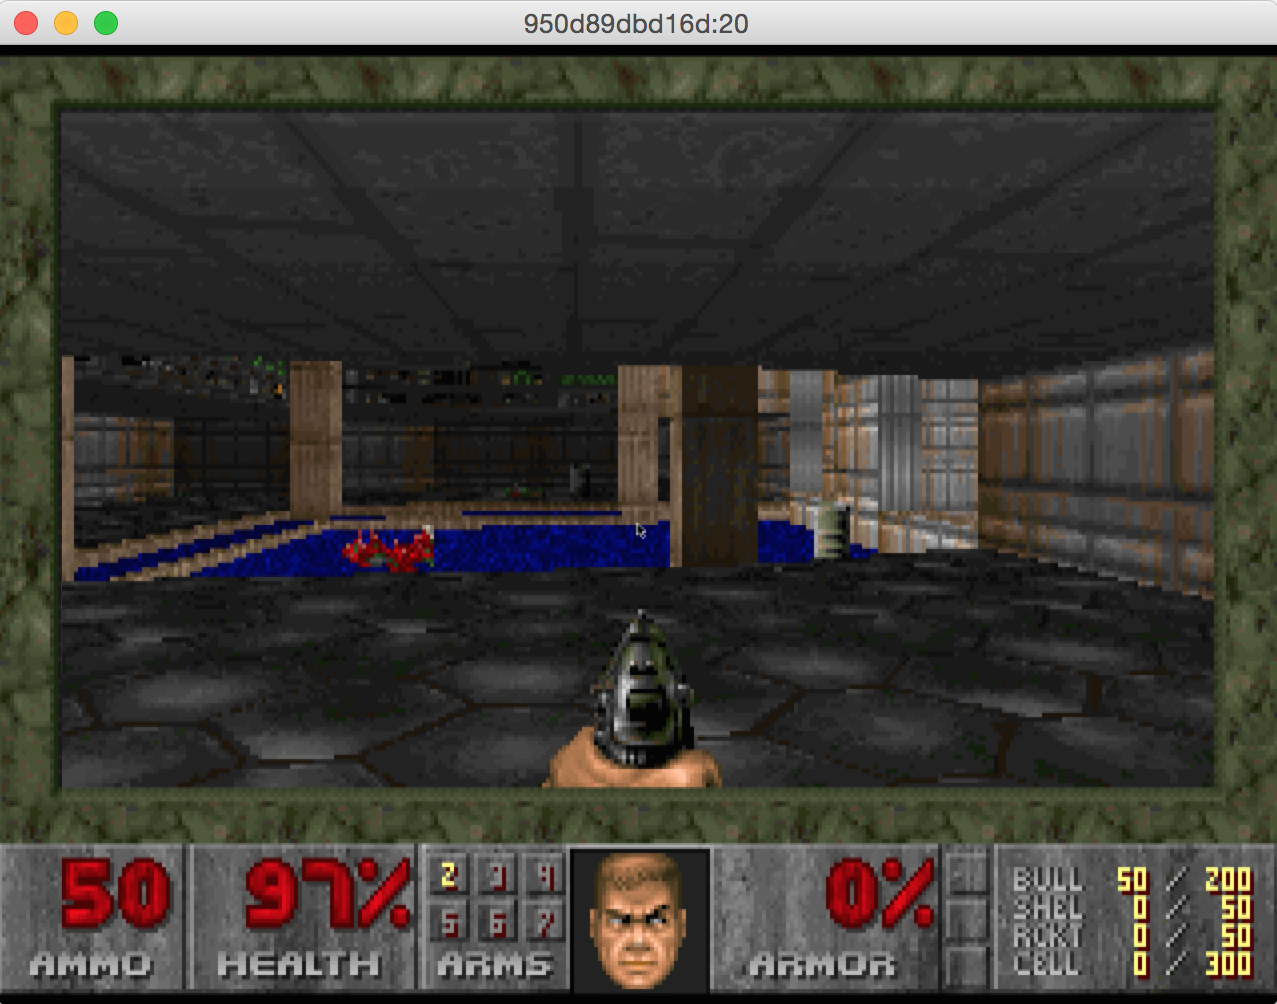 950d89dbd16d:20
50 97% 2 3 4 0% BULL 50 / 200
5 6 7 SHEL 0 / 50
RCKT 0 / 50
AMMO HEALTH ARMS ARMOR CELL 0 / 300